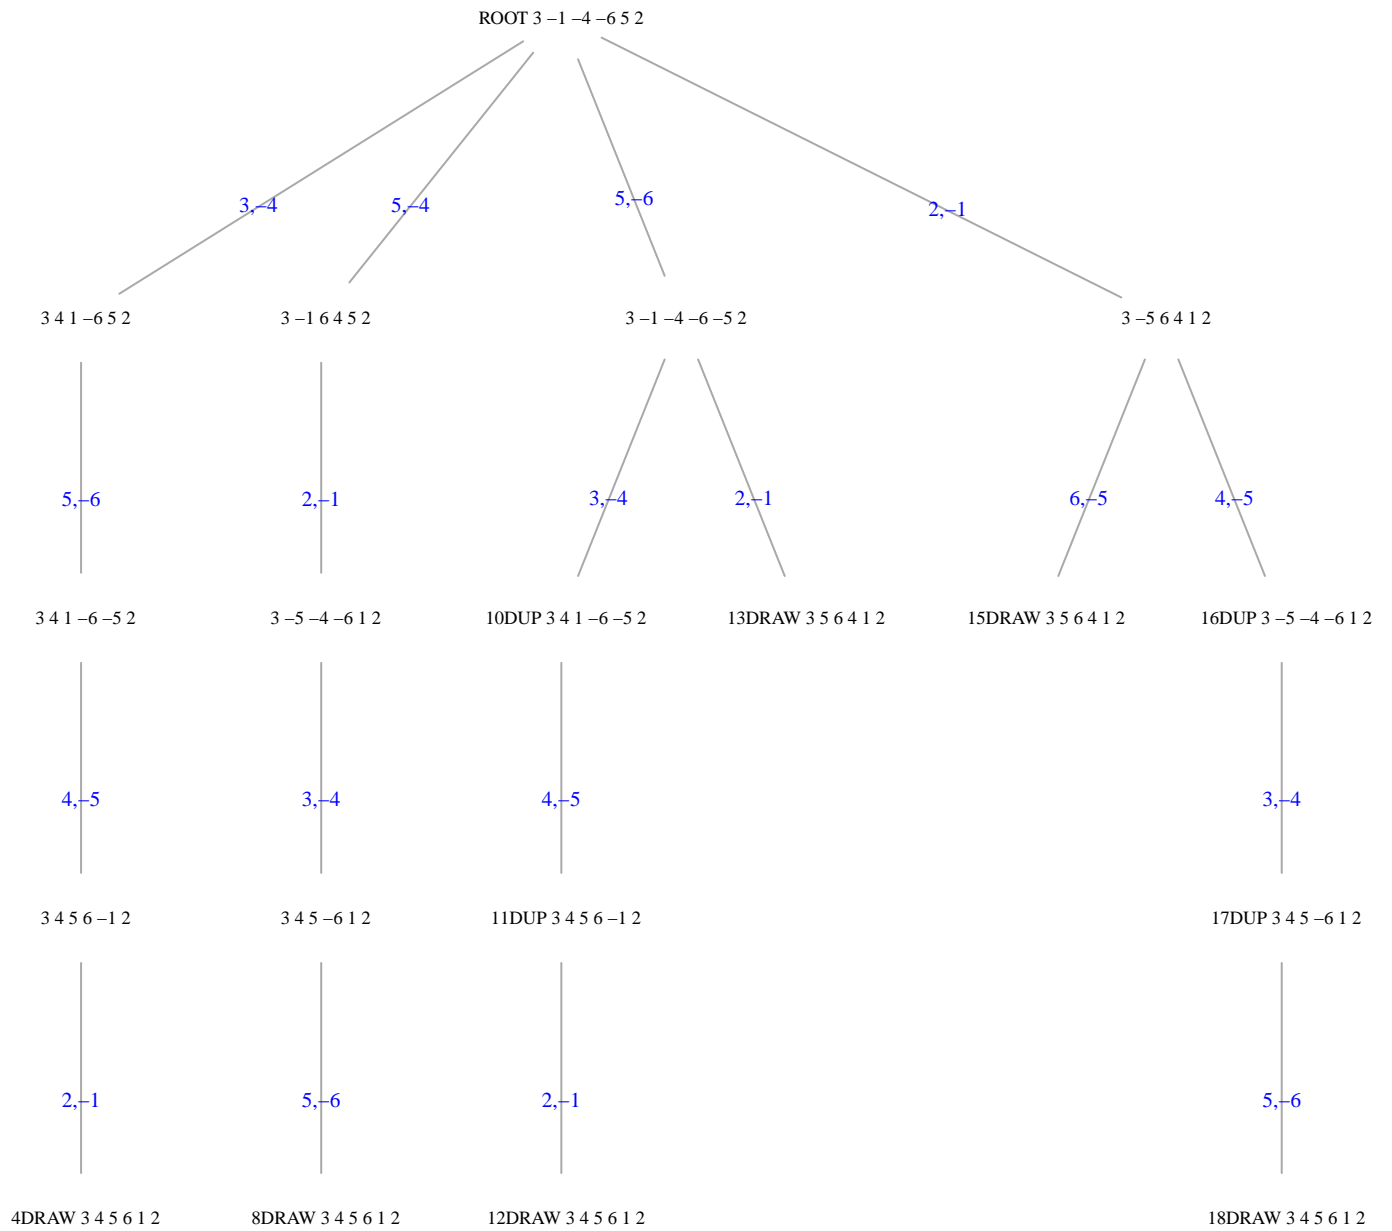 ROOT 3 –1 –4 –6 5 2
3,–4
5,–4
5,–6
2,–1
3 4 1 –6 5 2
3 –1 6 4 5 2
3 –1 –4 –6 –5 2
3 –5 6 4 1 2
5,–6
2,–1
3,–4
2,–1
6,–5
4,–5
3 4 1 –6 –5 2
3 –5 –4 –6 1 2
10DUP 3 4 1 –6 –5 2
13DRAW 3 5 6 4 1 2
15DRAW 3 5 6 4 1 2
16DUP 3 –5 –4 –6 1 2
4,–5
3,–4
4,–5
3,–4
3 4 5 6 –1 2
3 4 5 –6 1 2
11DUP 3 4 5 6 –1 2
17DUP 3 4 5 –6 1 2
2,–1
5,–6
2,–1
5,–6
4DRAW 3 4 5 6 1 2
8DRAW 3 4 5 6 1 2
12DRAW 3 4 5 6 1 2
18DRAW 3 4 5 6 1 2